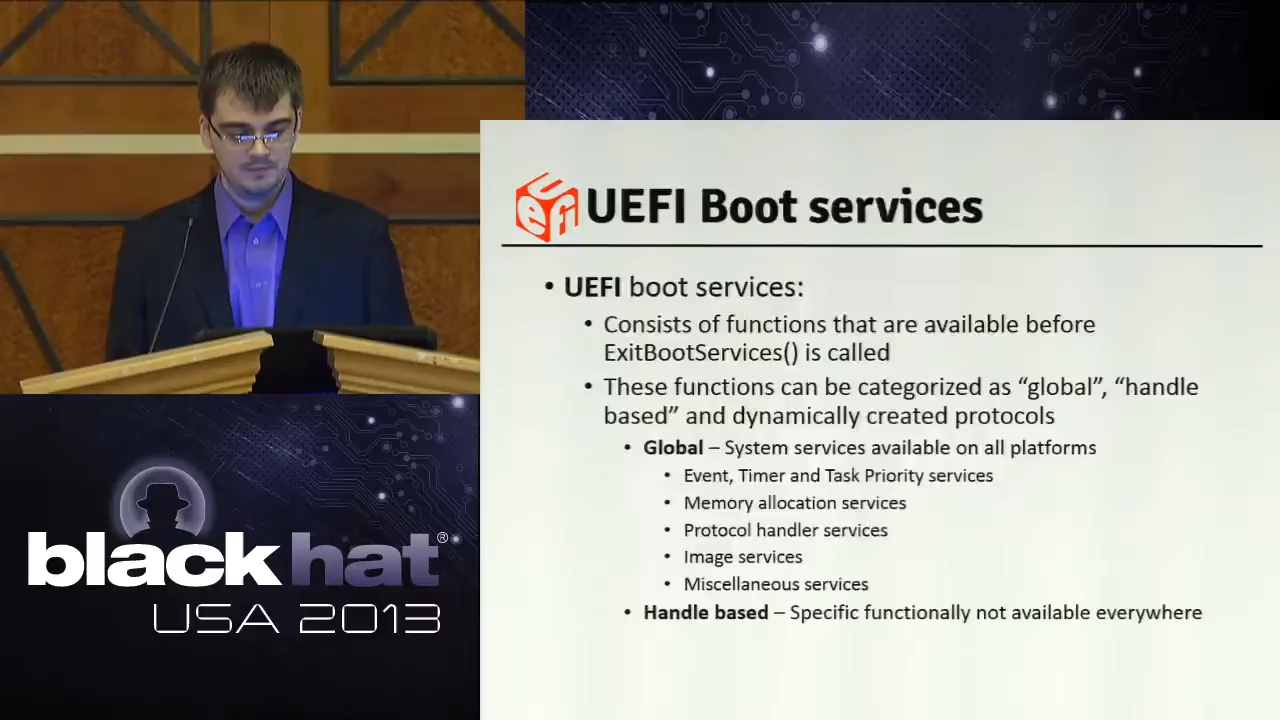 uefi UEFI Boot services
• UEFI boot services:
• Consists of functions that are available before
ExitBootServices() is called
• These functions can be categorized as “global”, “handle
based” and dynamically created protocols
• Global – System services available on all platforms
• Event, Timer and Task Priority services
• Memory allocation services
• Protocol handler services
• Image services
• Miscellaneous services
• Handle based – Specific functionally not available everywhere
black hat®
USA 2013